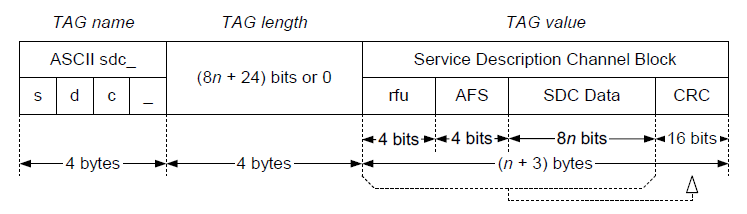 TAG name TAG length TAG value
ASCII sdc_ (8n + 24) bits or 0 Service Description Channel Block
s d c _ rfu AFS SDC Data CRC
4 bits 4 bits 8n bits 16 bits
4 bytes 4 bytes (n + 3) bytes